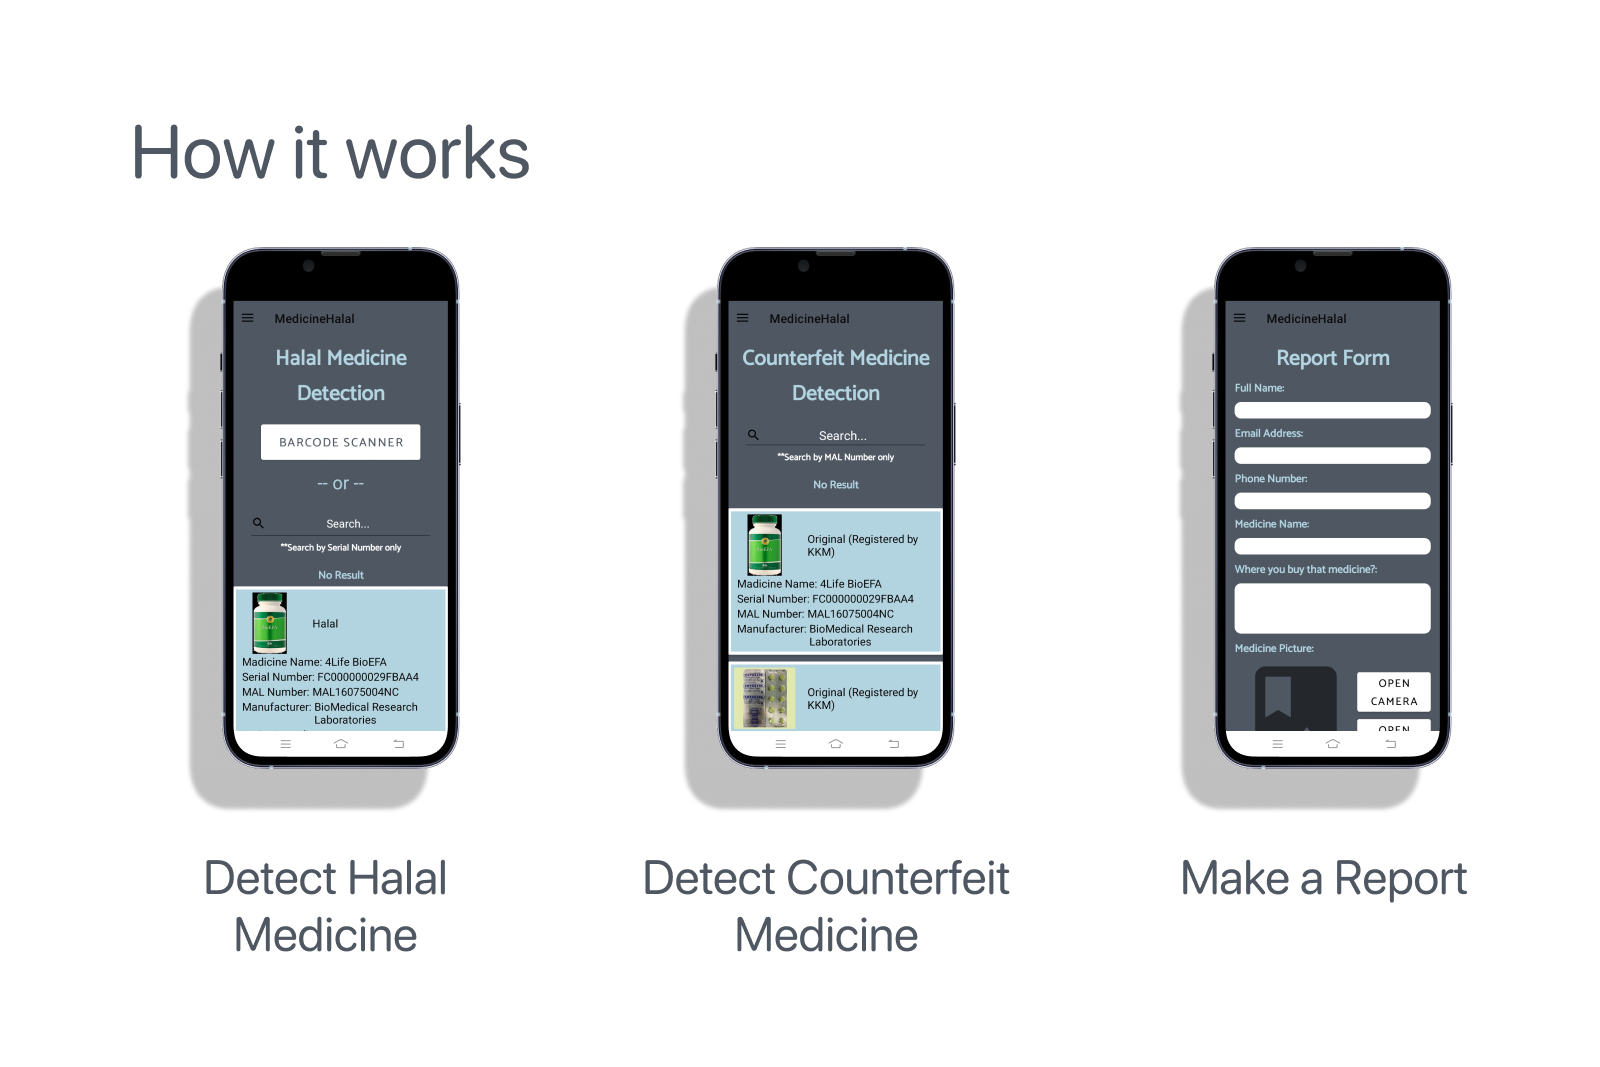 How it works
MedicineHalal
Halal Medicine
Detection
BARCODE SCANNER
-- or --
Search...
**Search by Serial Number only
No Result
Halal
Madicine Name: 4Life BioEFA
Serial Number: FC000000029FBAA4
MAL Number: MAL16075004NC
Manufacturer: BioMedical Research
Laboratories
Detect Halal
Medicine
MedicineHalal
Counterfeit Medicine
Detection
Search...
**Search by MAL Number only
No Result
Original (Registered by
KKM)
Madicine Name: 4Life BioEFA
Serial Number: FC000000029FBAA4
MAL Number: MAL16075004NC
Manufacturer: BioMedical Research
Laboratories
Original (Registered by
KKM)
Detect Counterfeit
Medicine
MedicineHalal
Report Form
Full Name:
Email Address:
Phone Number:
Medicine Name:
Where you buy that medicine?:
Medicine Picture:
OPEN
CAMERA
OPEN
Make a Report